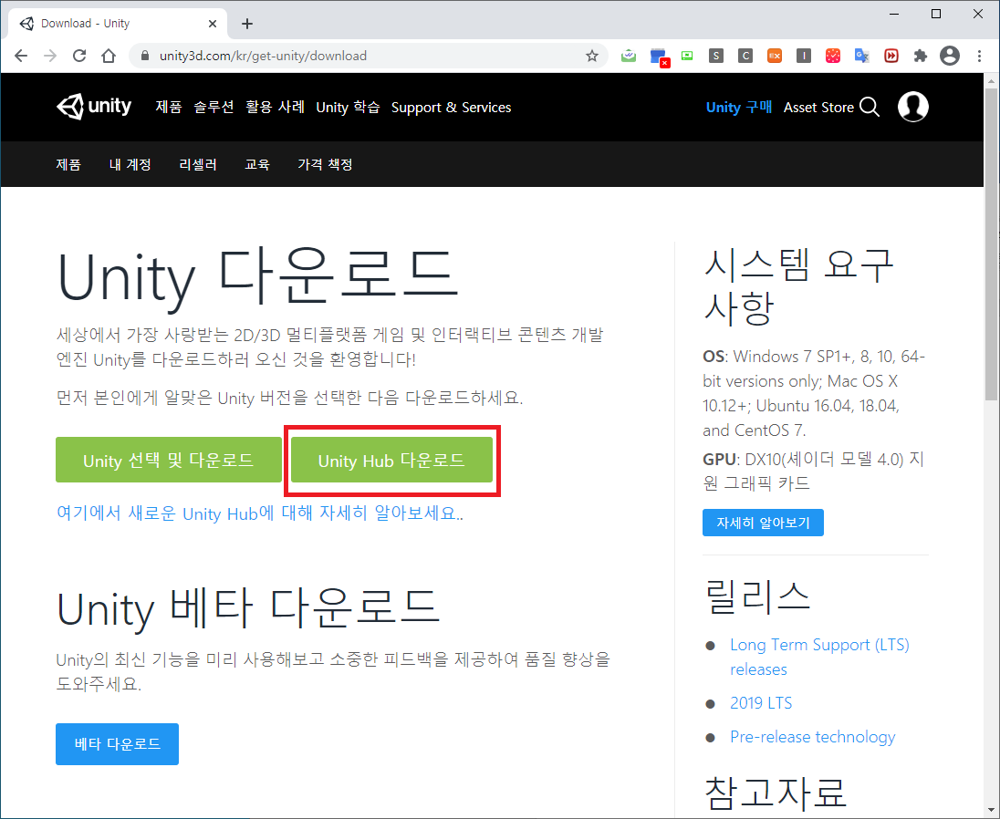 Download - Unity
unity3d.com/kr/get-unity/download
unity 제품 솔루션 활용 사례 Unity 학습 Support & Services Unity 구매 Asset Store
제품 내 계정 리셀러 교육 가격 책정
Unity 다운로드
세상에서 가장 사랑받는 2D/3D 멀티플랫폼 게임 및 인터랙티브 콘텐츠 개발
엔진 Unity를 다운로드하러 오신 것을 환영합니다!
먼저 본인에게 알맞은 Unity 버전을 선택한 다음 다운로드하세요.
Unity 선택 및 다운로드 Unity Hub 다운로드
여기에서 새로운 Unity Hub에 대해 자세히 알아보세요..
Unity 베타 다운로드
Unity의 최신 기능을 미리 사용해보고 소중한 피드백을 제공하여 품질 향상을
도와주세요.
베타 다운로드
시스템 요구
사항
OS: Windows 7 SP1+, 8, 10, 64-
bit versions only; Mac OS X
10.12+; Ubuntu 16.04, 18.04,
and CentOS 7.
GPU: DX10(셰이더 모델 4.0) 지
원 그래픽 카드
자세히 알아보기
릴리스
Long Term Support (LTS)
releases
2019 LTS
Pre-release technology
참고자료